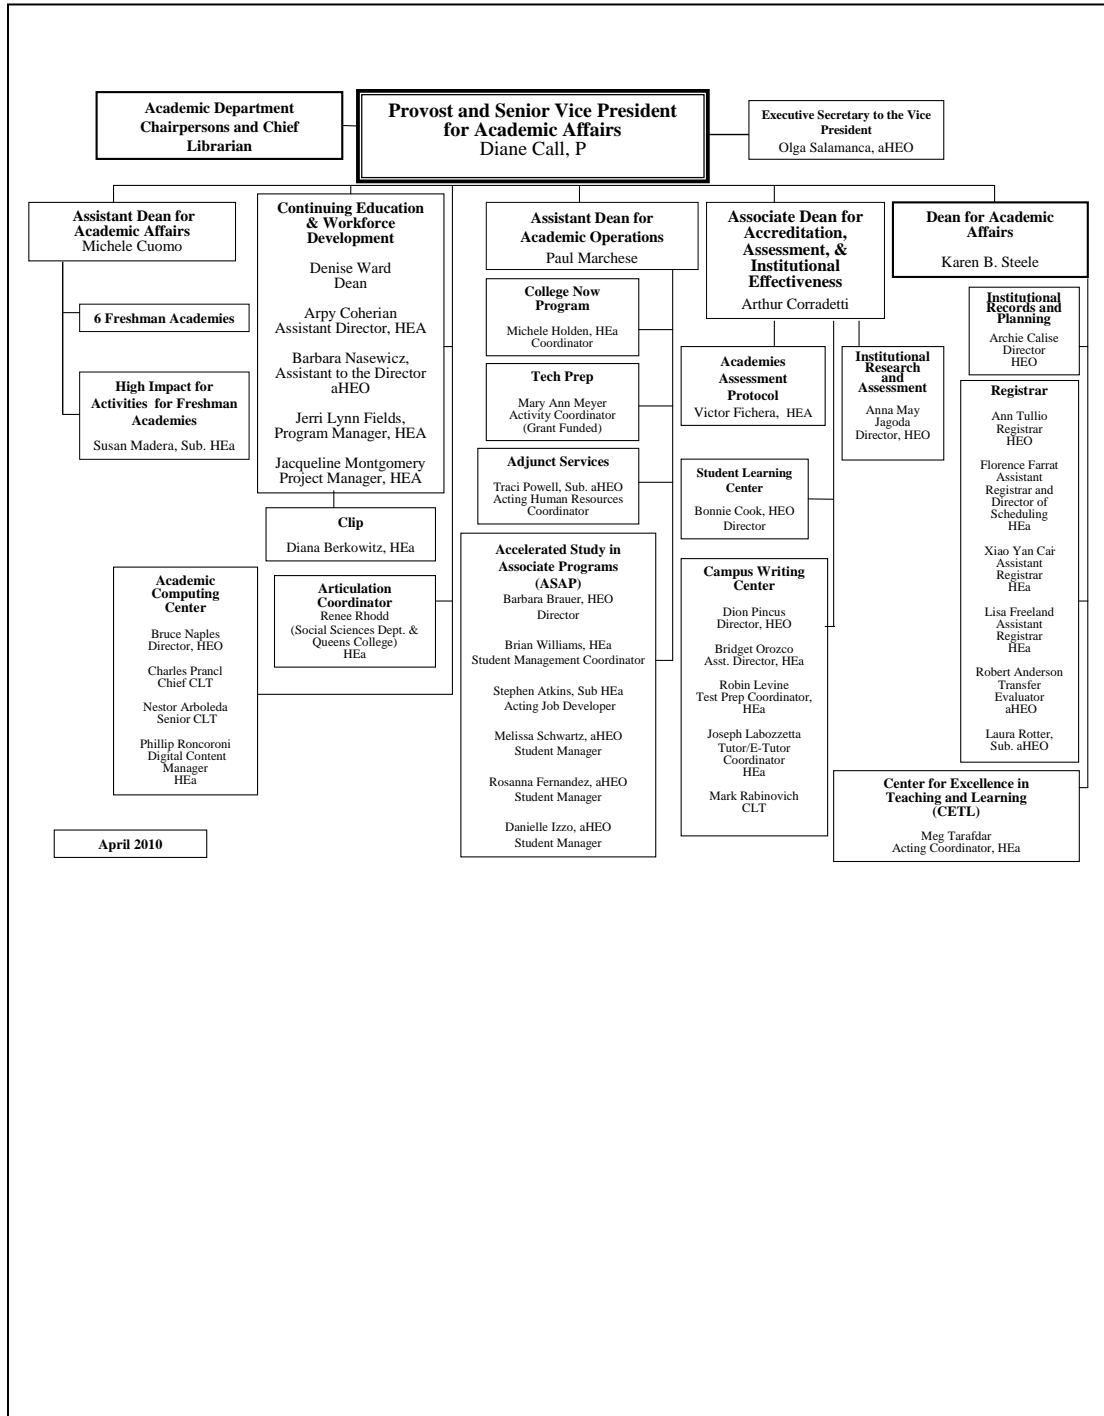 Academic Department
Chairpersons and Chief
Librarian
Provost and Senior Vice President
for Academic Affairs
Diane Call, P
Executive Secretary to the Vice
President
Olga Salamanca, aHEO
Assistant Dean for
Academic Affairs
Michele Cuomo
6 Freshman Academies
High Impact for
Activities for Freshman
Academies
Susan Madera, Sub. HEa
Continuing Education
& Workforce
Development
Denise Ward
Dean
Arpy Coherian
Assistant Director, HEA
Barbara Nasewicz,
Assistant to the Director
aHEO
Jerri Lynn Fields,
Program Manager, HEA
Jacqueline Montgomery
Project Manager, HEA
Clip
Diana Berkowitz, HEa
Articulation
Coordinator
Renee Rhodd
(Social Sciences Dept. &
Queens College)
HEa
Academic
Computing
Center
Bruce Naples
Director, HEO
Charles Prancl
Chief CLT
Nestor Arboleda
Senior CLT
Phillip Roncoroni
Digital Content
Manager
HEa
April 2010
Assistant Dean for
Academic Operations
Paul Marchese
College Now
Program
Michele Holden, HEa
Coordinator
Tech Prep
Mary Ann Meyer
Activity Coordinator
(Grant Funded)
Adjunct Services
Traci Powell, Sub. aHEO
Acting Human Resources
Coordinator
Accelerated Study in
Associate Programs
(ASAP)
Barbara Brauer, HEO
Director
Brian Williams, HEa
Student Management Coordinator
Stephen Atkins, Sub HEa
Acting Job Developer
Melissa Schwartz, aHEO
Student Manager
Rosanna Fernandez, aHEO
Student Manager
Danielle Izzo, aHEO
Student Manager
Associate Dean for
Accreditation,
Assessment, &
Institutional
Effectiveness
Arthur Corradetti
Academies
Assessment
Protocol
Victor Fichera, HEA
Institutional
Research
and
Assessment
Anna May
Jagoda
Director, HEO
Student Learning
Center
Bonnie Cook, HEO
Director
Campus Writing
Center
Dion Pincus
Director, HEO
Bridget Orozco
Asst. Director, HEa
Robin Levine
Test Prep Coordinator,
HEa
Joseph Labozzetta
Tutor/E-Tutor
Coordinator
HEa
Mark Rabinovich
CLT
Dean for Academic
Affairs
Karen B. Steele
Institutional
Records and
Planning
Archie Calise
Director
HEO
Registrar
Ann Tullio
Registrar
HEO
Florence Farrat
Assistant
Registrar and
Director of
Scheduling
HEa
Xiao Yan Cai
Assistant
Registrar
HEa
Lisa Freeland
Assistant
Registrar
HEa
Robert Anderson
Transfer
Evaluator
aHEO
Laura Rotter,
Sub. aHEO
Center for Excellence in
Teaching and Learning
(CETL)
Meg Tarafdar
Acting Coordinator, HEa